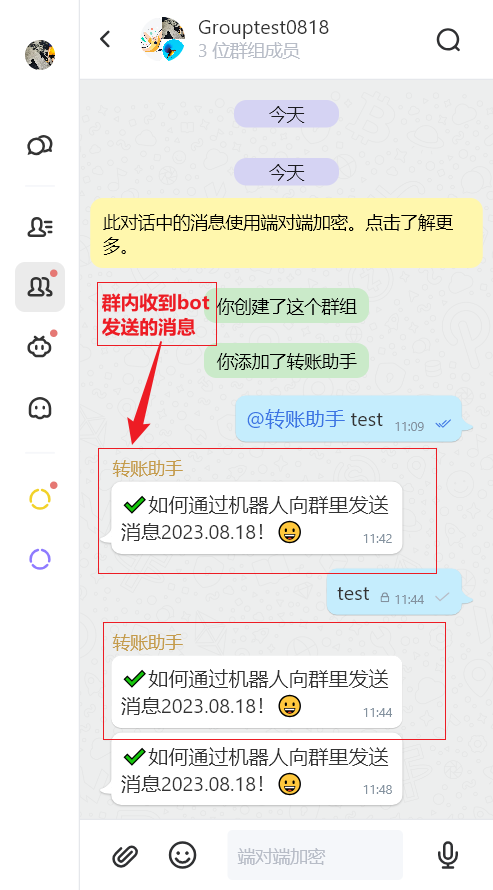 Grouptest0818
3 位群组成员
今天
今天
此对话中的消息使用端对端加密。点击了解更
多。
群内收到bot
发送的消息
你创建了这个群组
你添加了转账助手
@转账助手 test 11:09
转账助手
如何通过机器人向群里发送
消息2023.08.18! 11:42
test 11:44
转账助手
如何通过机器人向群里发送
消息2023.08.18! 11:44
如何通过机器人向群里发送
消息2023.08.18! 11:48
端对端加密